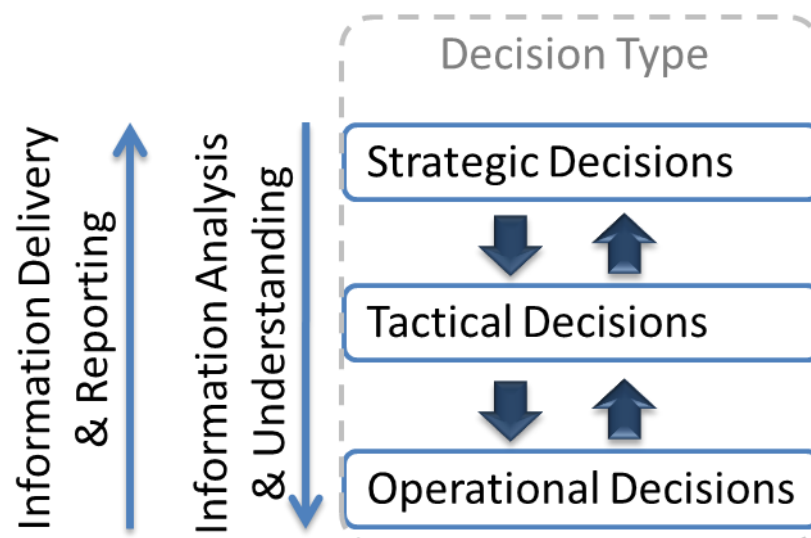 Decision Type
Information Delivery
& Reporting
Information Analysis
& Understanding
Strategic Decisions
Tactical Decisions
Operational Decisions